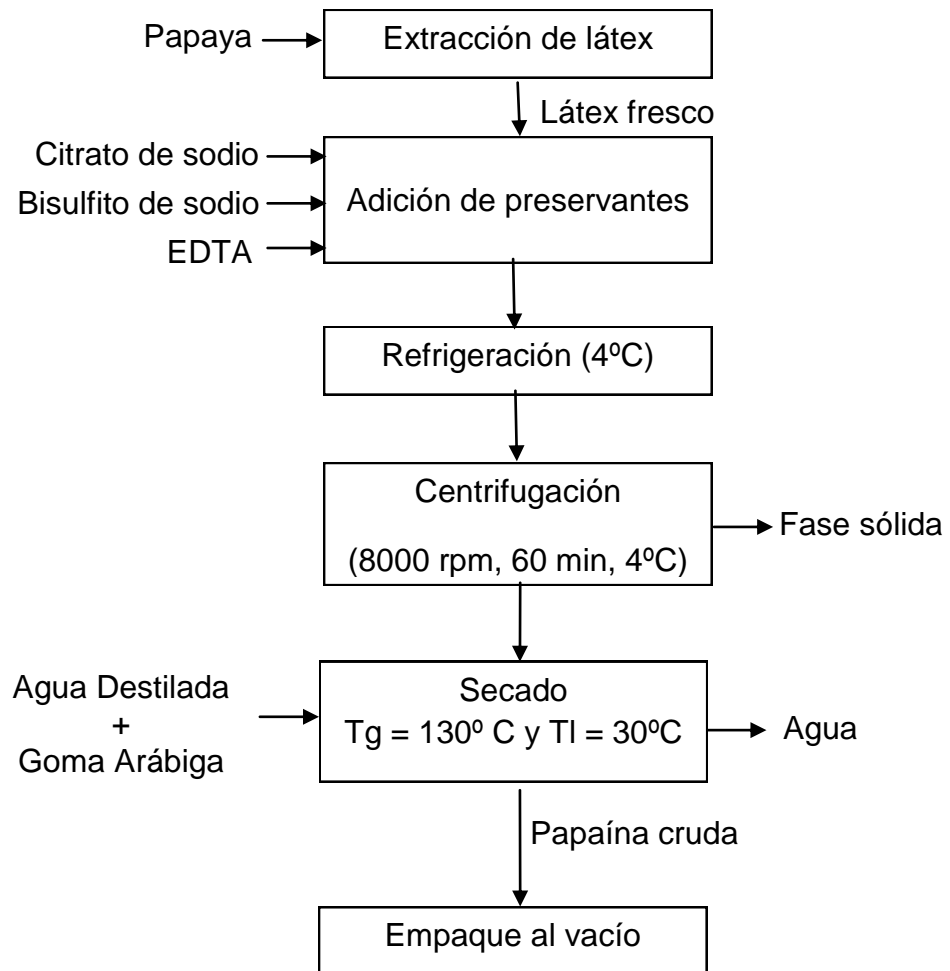 Papaya
Extracción de látex
Látex fresco
Citrato de sodio
Bisulfito de sodio
EDTA
Adición de preservantes
Refrigeración (4ºC)
Centrifugación
(8000 rpm, 60 min, 4ºC)
Fase sólida
Agua Destilada
+
Goma Arábiga
Secado
Tg = 130º C y Tl = 30ºC
Agua
Papaína cruda
Empaque al vacío